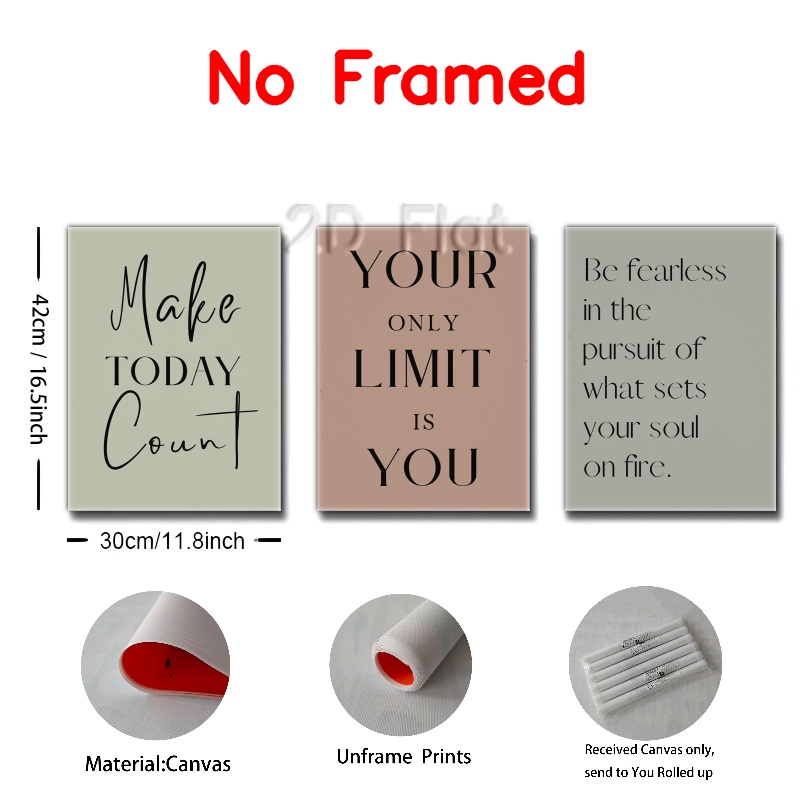 No Framed
2D Flat
42cm / 16.5inch
Make
TODAY
Count
YOUR
ONLY
LIMIT
IS
YOU
Be fearless
in the
pursuit of
what sets
your soul
on fire.
30cm/11.8inch
Material:Canvas
Unframe Prints
Received Canvas only,
send to You Rolled up